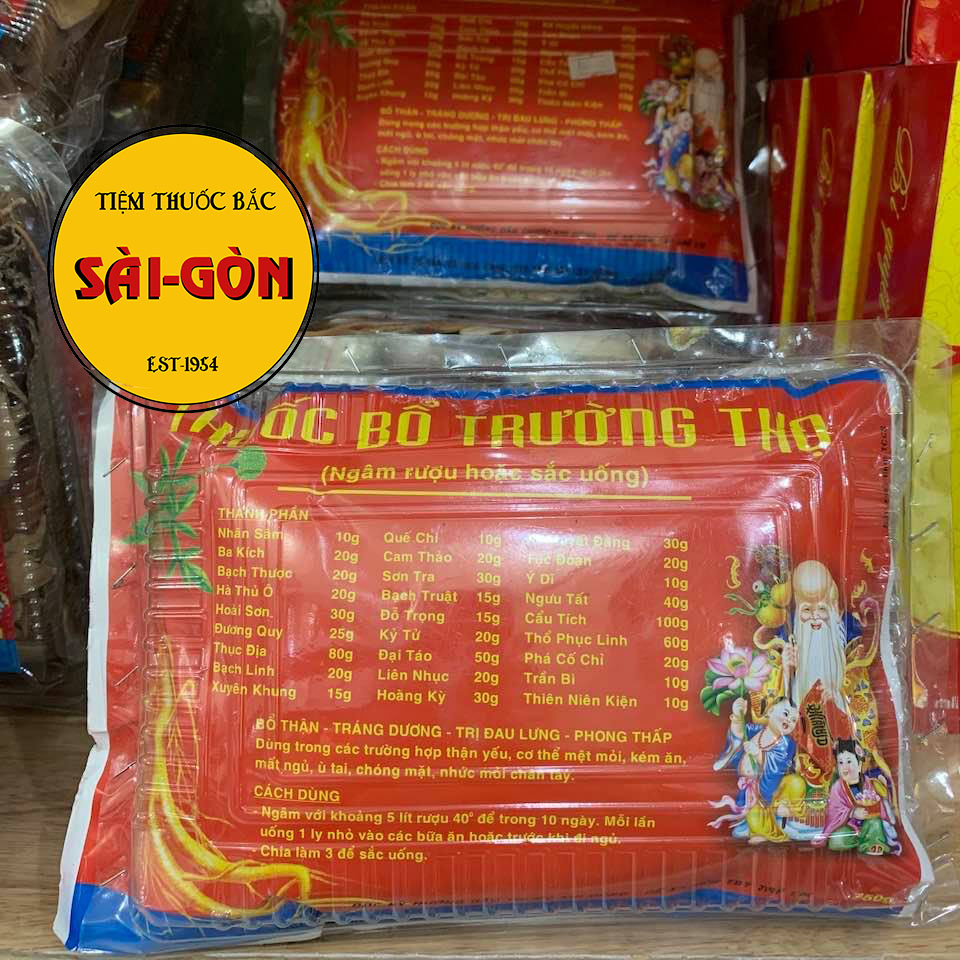 TIỆM THUỐC BẮC
SÀI-GÒN
EST-1954
BỔ THẬN - TRÁNG DƯƠNG - TRỊ ĐAU LƯNG - PHONG THẤP
CÁCH DÙNG
THUỐC BỔ TRƯỜNG THỌ
(Ngâm rượu hoặc sắc uống)
THÀNH PHẦN
Nhân Sâm 10g Quế Chi 10g Đằng 30g
Ba Kích 20g Cam Thảo 20g Tục Đoạn 20g
Bạch Thược 20g Sơn Tra 30g Ý Dĩ 10g
Hà Thủ Ô 20g Bạch Truật 15g Ngưu Tất 40g
Hoài Sơn 30g Đỗ Trọng 15g Cẩu Tích 100g
Đương Quy 25g Kỷ Tử 20g Thổ Phục Linh 60g
Thục Địa 80g Đại Táo 50g Phá Cố Chỉ 20g
Bạch Linh 20g Liên Nhục 20g Trần Bì 10g
Xuyên Khung 15g Hoàng Kỳ 30g Thiên Niên Kiện 10g
BỔ THẬN - TRÁNG DƯƠNG - TRỊ ĐAU LƯNG - PHONG THẤP
Dùng trong các trường hợp thận yếu, cơ thể mệt mỏi, kém ăn,
mất ngủ, ù tai, chóng mặt, nhức mỏi chân tay.
CÁCH DÙNG
- Ngâm với khoảng 5 lít rượu 40⁰ để trong 10 ngày. Mỗi lần
uống 1 ly nhỏ vào các bữa ăn hoặc trước khi đi ngủ.
Chia làm 3 để sắc uống.